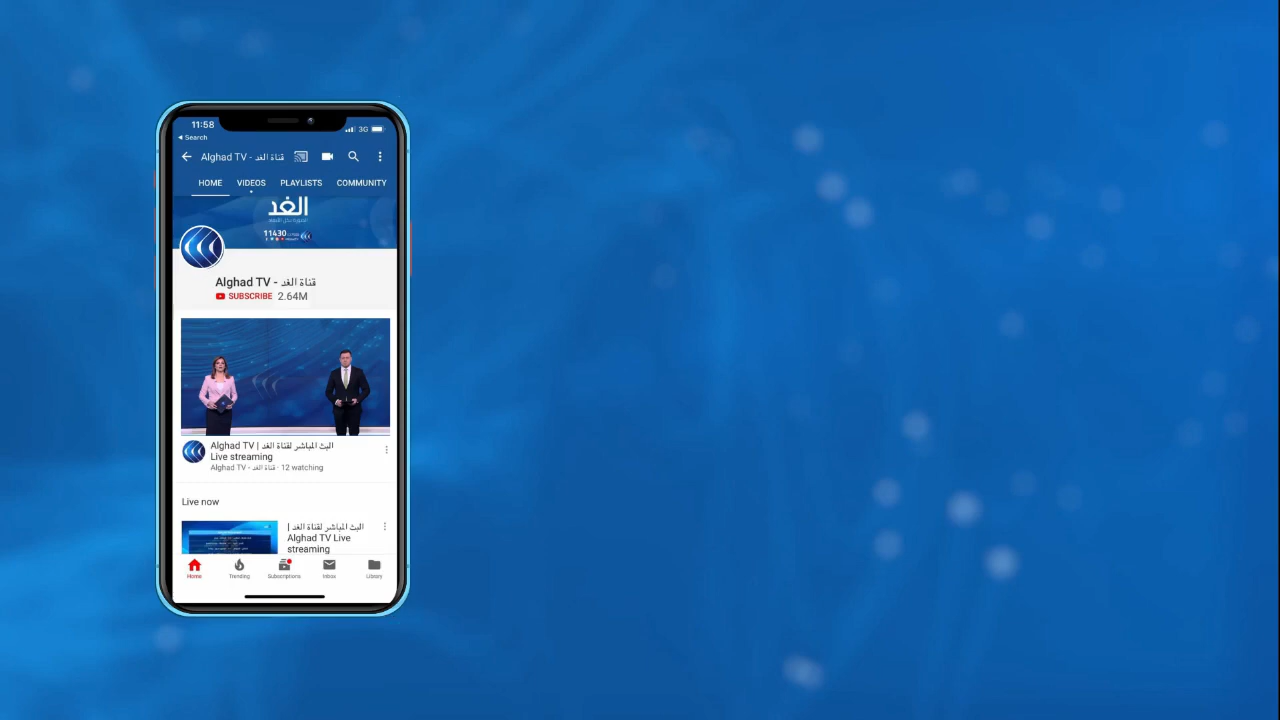 11:58
3G
Search
Alghad TV - قناة الغد
HOME VIDEOS PLAYLISTS COMMUNITY
الغد
11430
Alghad TV - قناة الغد
SUBSCRIBE 2.64M
البث المباشر لقناة الغد | Alghad TV
Live streaming
Alghad TV - قناة الغد · 12 watching
Live now
البث المباشر لقناة الغد |
Alghad TV Live
streaming
Home Trending Subscriptions Inbox Library